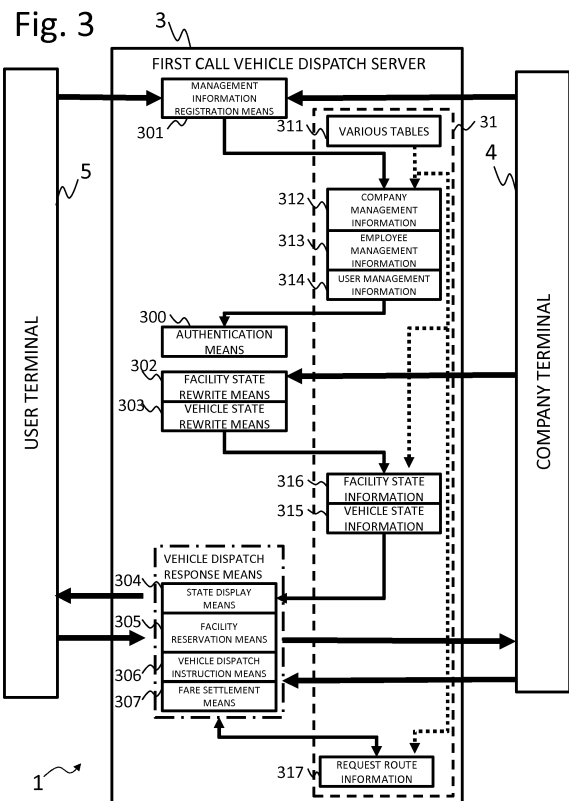 Fig. 3
3
FIRST CALL VEHICLE DISPATCH SERVER
MANAGEMENT
INFORMATION
REGISTRATION MEANS
301
311
VARIOUS TABLES
31
5
4
312
COMPANY
MANAGEMENT
INFORMATION
313
EMPLOYEE
MANAGEMENT
INFORMATION
314
USER MANAGEMENT
INFORMATION
300
AUTHENTICATION
MEANS
USER TERMINAL
COMPANY TERMINAL
302
FACILITY STATE
REWRITE MEANS
303
VEHICLE STATE
REWRITE MEANS
316
FACILITY STATE
INFORMATION
315
VEHICLE STATE
INFORMATION
VEHICLE DISPATCH
RESPONSE MEANS
304
STATE DISPLAY
MEANS
305
FACILITY
RESERVATION MEANS
306
VEHICLE DISPATCH
INSTRUCTION MEANS
307
FARE SETTLEMENT
MEANS
317
REQUEST ROUTE
INFORMATION
1